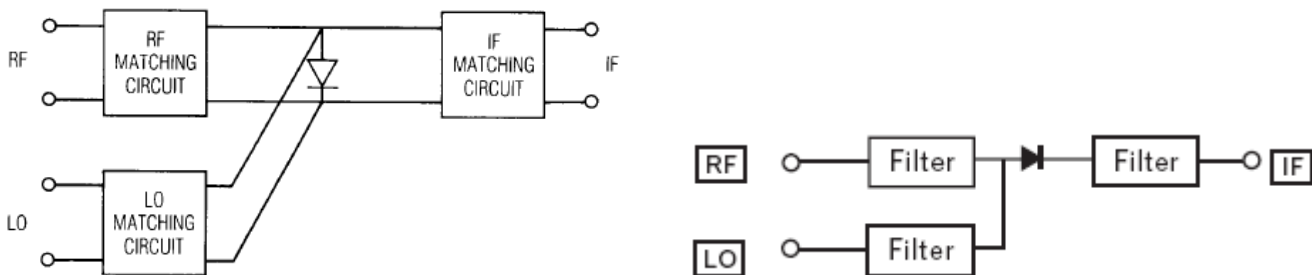 RF
RF
MATCHING
CIRCUIT
IF
MATCHING
CIRCUIT
IF
LO
LO
MATCHING
CIRCUIT
RF
Filter
Filter
IF
LO
Filter